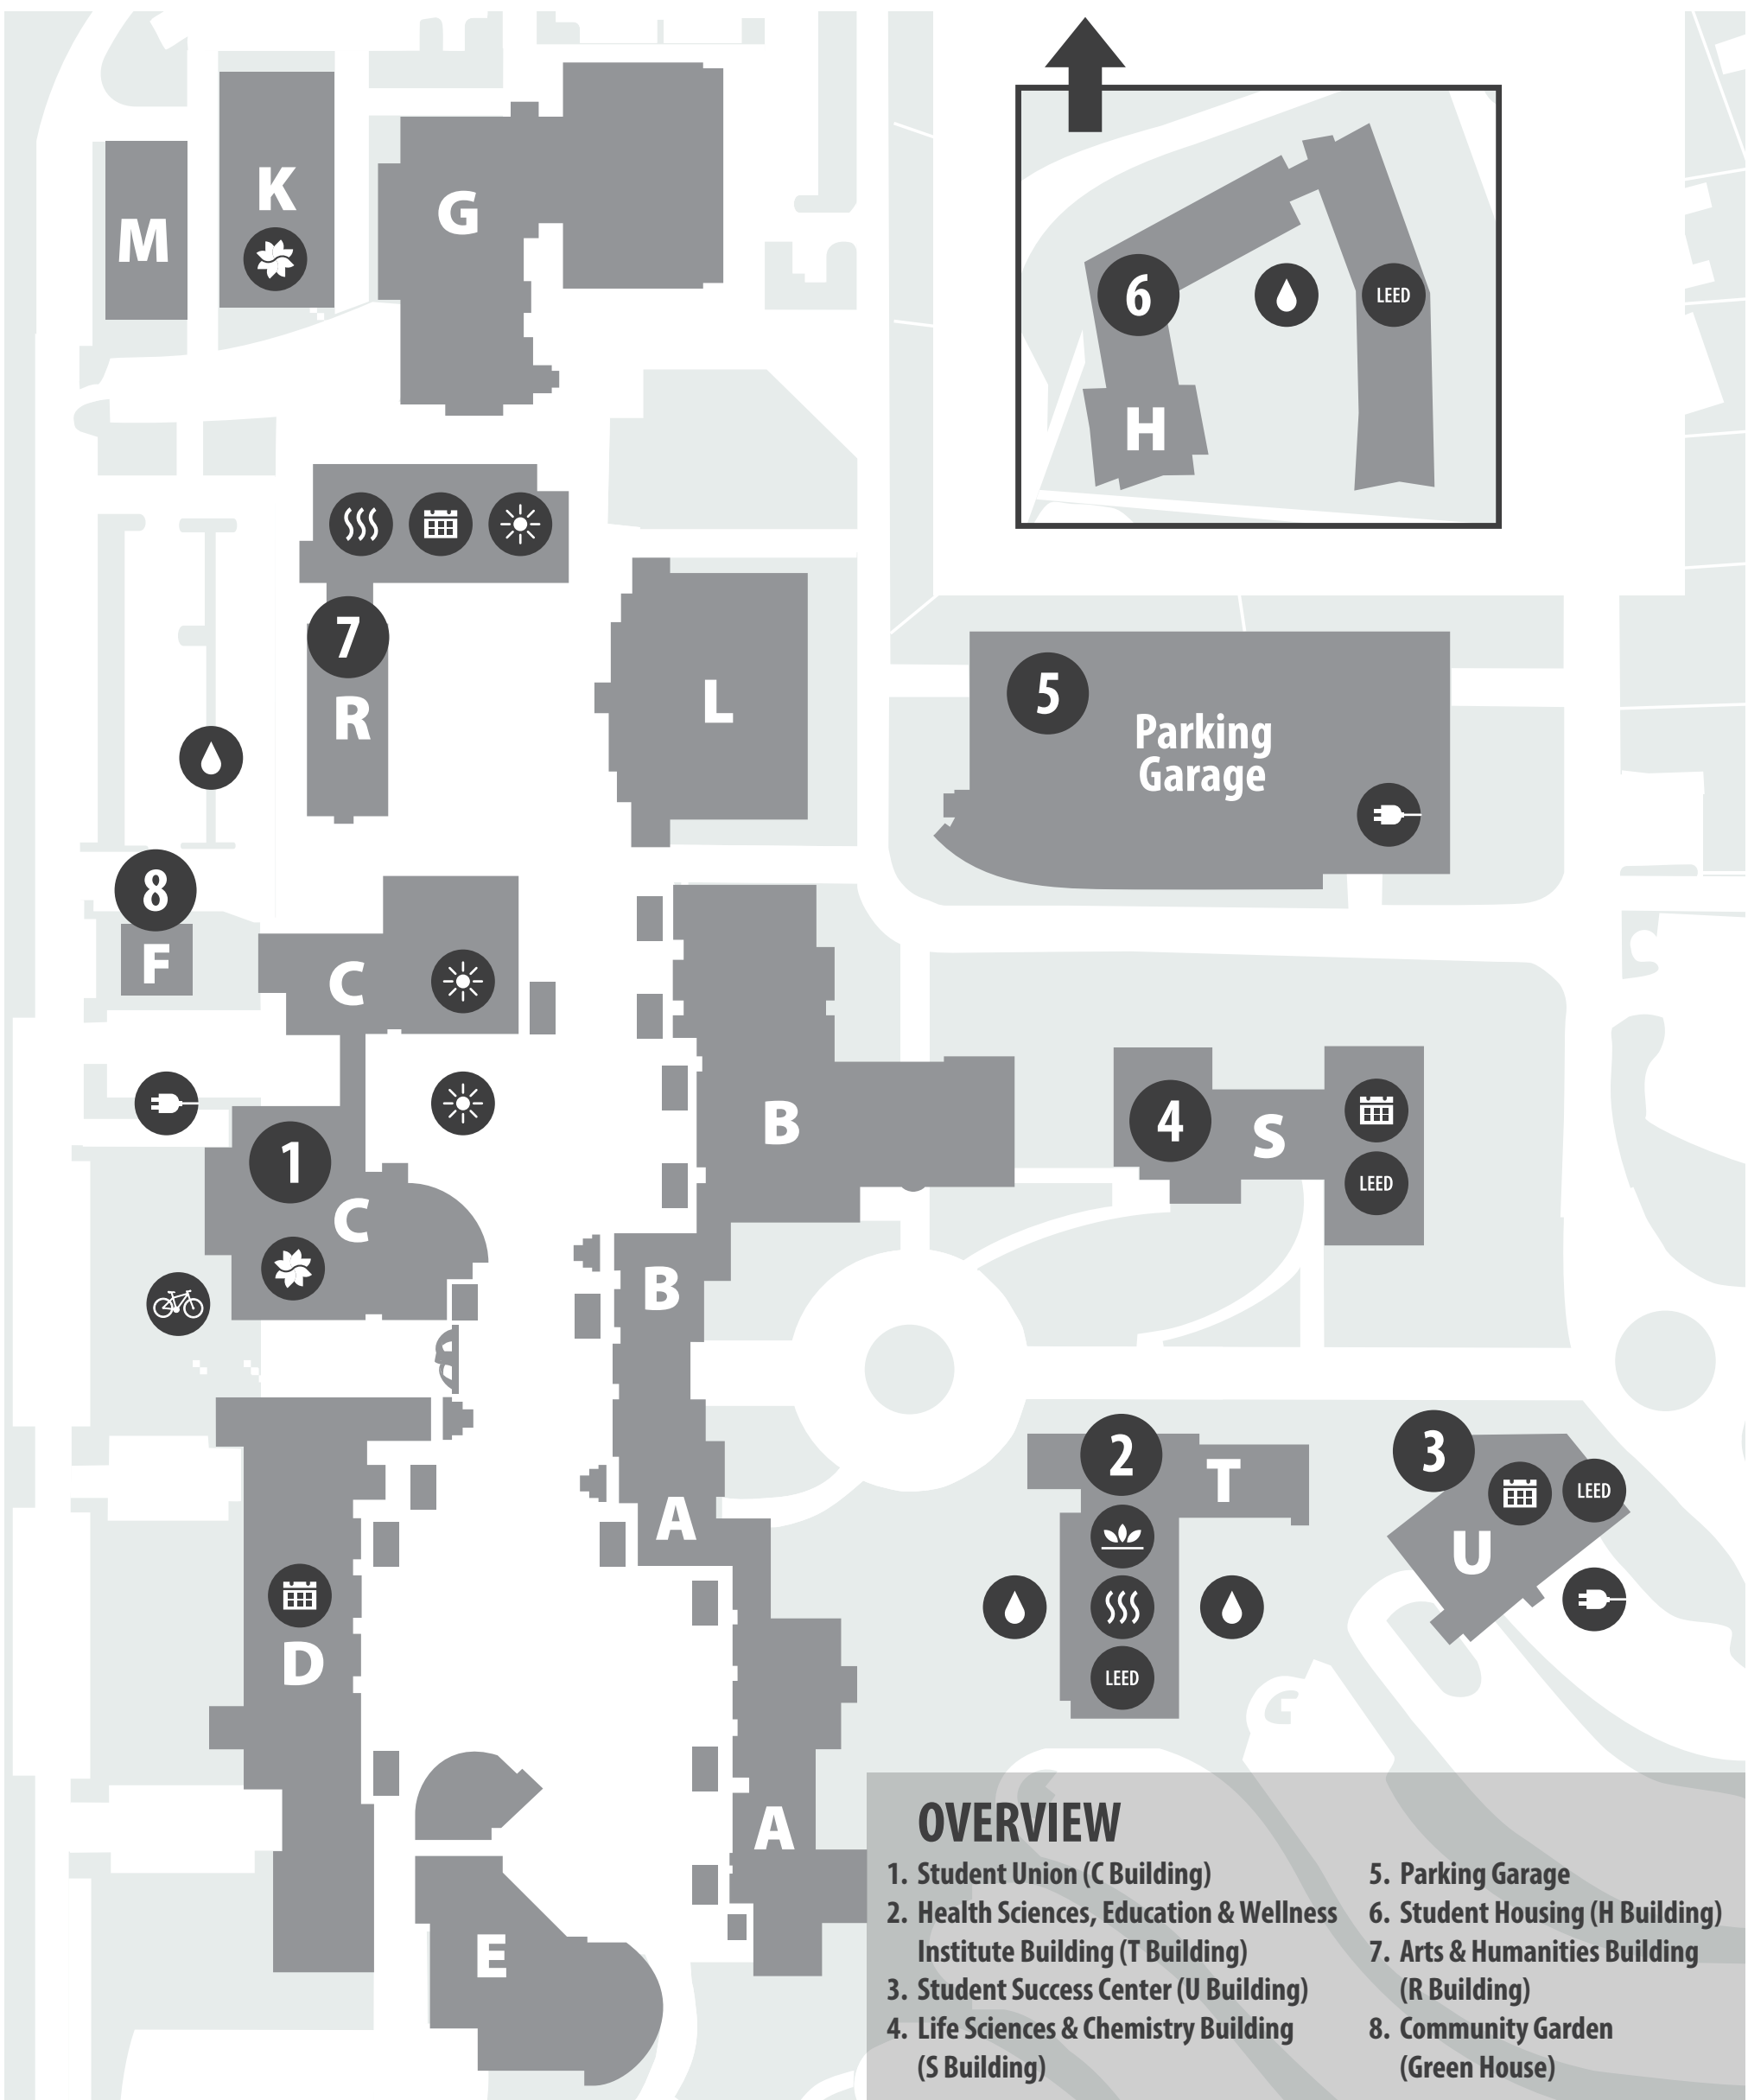 K
M
G
6
LEED
H
7
R
L
5
Parking
Garage
8
F
C
1
C
B
4
S
LEED
B
2
T
3
LEED
U
A
D
LEED
A
E
OVERVIEW
1. Student Union (C Building)
2. Health Sciences, Education & Wellness
Institute Building (T Building)
3. Student Success Center (U Building)
4. Life Sciences & Chemistry Building
(S Building)
5. Parking Garage
6. Student Housing (H Building)
7. Arts & Humanities Building
(R Building)
8. Community Garden
(Green House)